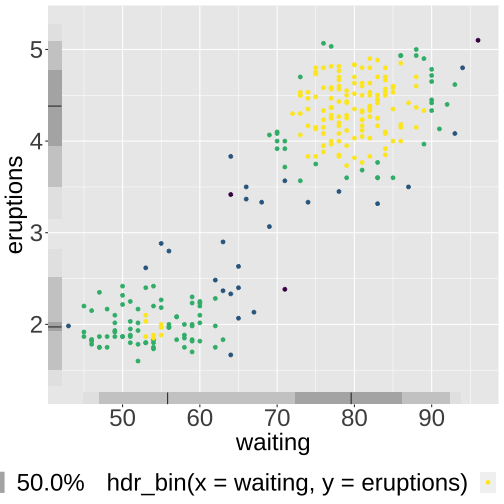 5
4
3
2
eruptions
50 60 70 80 90
waiting
50.0% hdr_bin(x = waiting, y = eruptions)